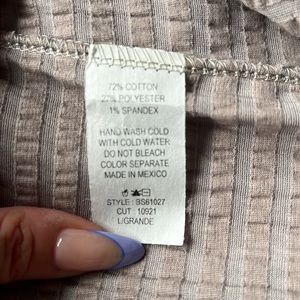 72% COTTON
27% POLYESTER
1% SPANDEX
HAND WASH COLD
WITH COLD WATER
DO NOT BLEACH
COLOR SEPARATE
MADE IN MEXICO
STYLE: BS61027
CUT: 10921
L/GRANDE